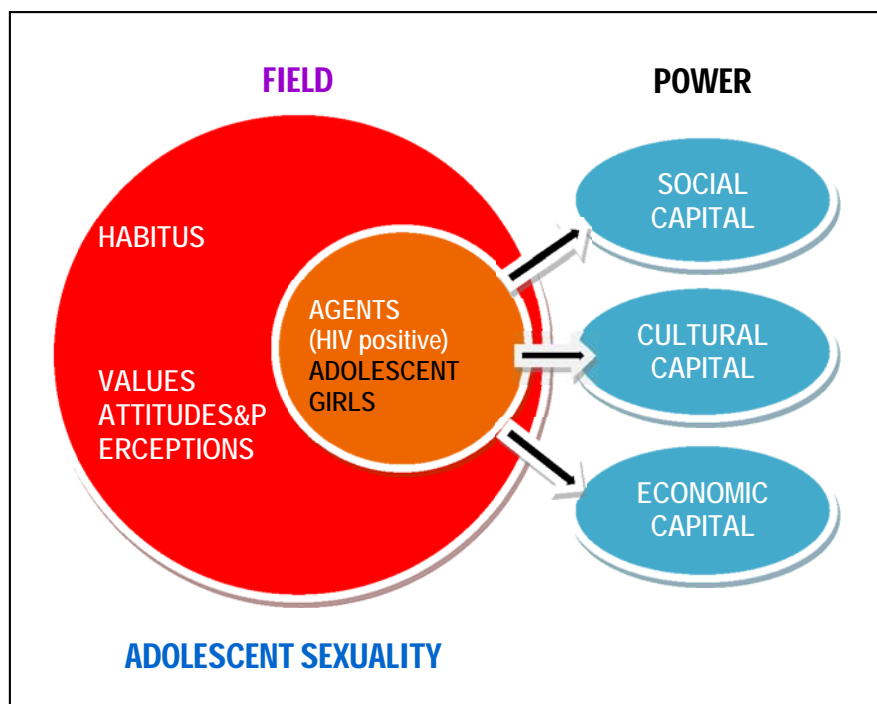 FIELD
POWER
HABITUS
VALUES
ATTITUDES&P
ERCEPTIONS
AGENTS
(HIV positive)
ADOLESCENT
GIRLS
SOCIAL
CAPITAL
CULTURAL
CAPITAL
ECONOMIC
CAPITAL
ADOLESCENT SEXUALITY